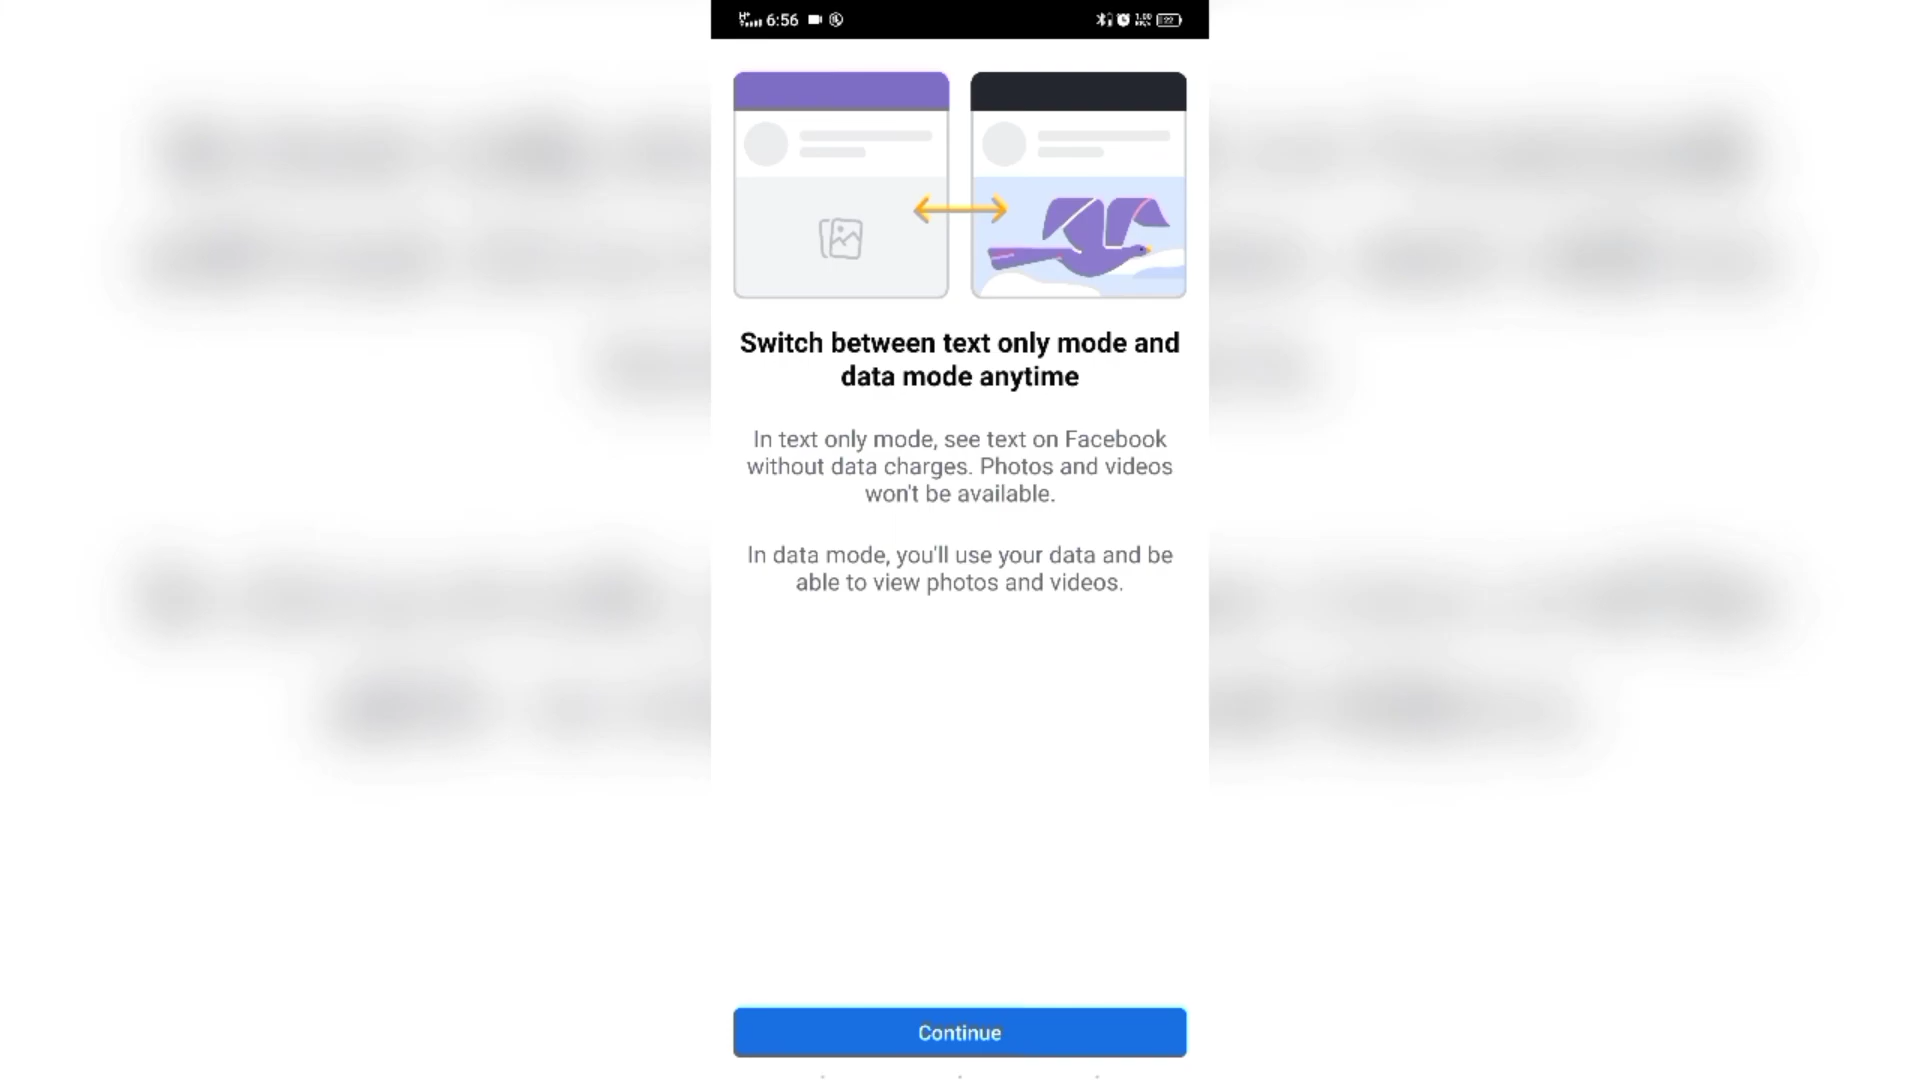 6:56
22
Switch between text only mode and
data mode anytime
In text only mode, see text on Facebook
without data charges. Photos and videos
won't be available.
In data mode, you'll use your data and be
able to view photos and videos.
Continue